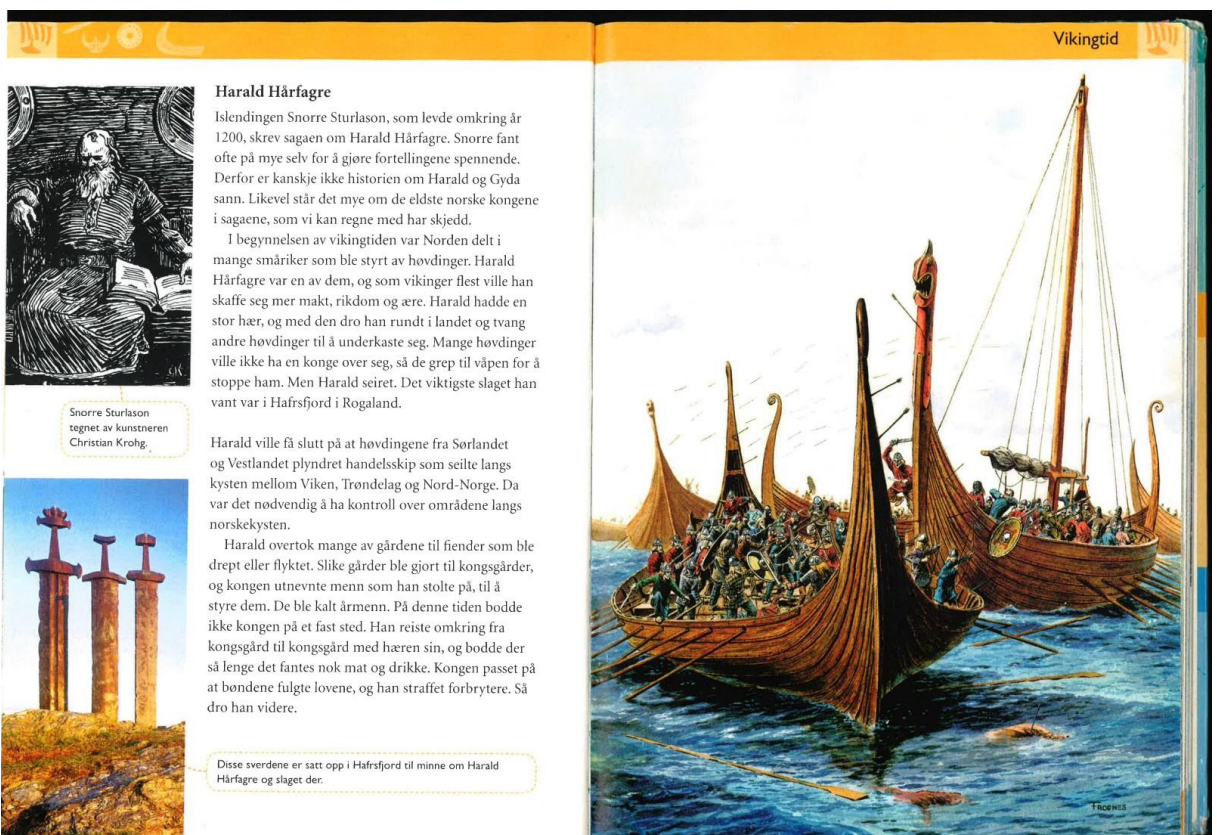 Vikingtid
Harald Hårfagre
Islendingen Snorre Sturlason, som levde omkring år
1200, skrev sagaen om Harald Hårfagre. Snorre fant
ofte på mye selv for å gjøre fortellingene spennende.
Derfor er kanskje ikke historien om Harald og Gyda
sann. Likevel står det mye om de eldste norske kongene
i sagaene, som vi kan regne med har skjedd.
I begynnelsen av vikingtiden var Norden delt i
mange småriker som ble styrt av høvdinger. Harald
Hårfagre var en av dem, og som vikinger flest ville han
skaffe seg mer makt, rikdom og ære. Harald hadde en
stor hær, og med den dro han rundt i landet og tvang
andre høvdinger til å underkaste seg. Mange høvdinger
ville ikke ha en konge over seg, så de grep til våpen for å
stoppe ham. Men Harald seiret. Det viktigste slaget han
vant var i Hafrsfjord i Rogaland.
Snorre Sturlason
tegnet av kunstneren
Christian Krohg.
Harald ville få slutt på at høvdingene fra Sørlandet
og Vestlandet plyndret handelsskip som seilte langs
kysten mellom Viken, Trøndelag og Nord-Norge. Da
var det nødvendig å ha kontroll over områdene langs
norskekysten.
Harald overtok mange av gårdene til fiender som ble
drept eller flyktet. Slike gårder ble gjort til kongsgårder,
og kongen utnevnte menn som han stolte på, til å
styre dem. De ble kalt årmenn. På denne tiden bodde
ikke kongen på et fast sted. Han reiste omkring fra
kongsgård til kongsgård med hæren sin, og bodde der
så lenge det fantes nok mat og drikke. Kongen passet på
at bøndene fulgte lovene, og han straffet forbrytere. Så
dro han videre.
Disse sverdene er satt opp i Hafrsfjord til minne om Harald
Hårfagre og slaget der.
FROGNES